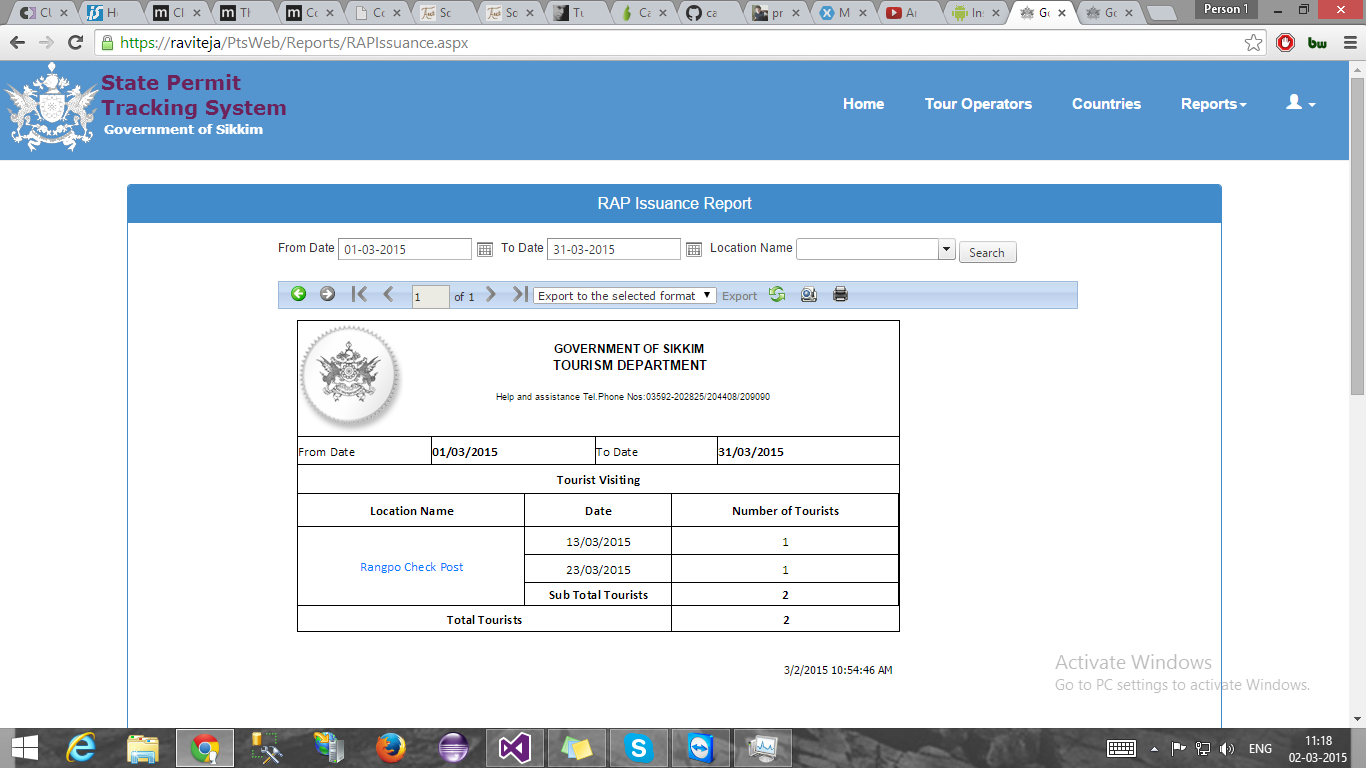 Cl
H
Cl
Tl
Co
Co
Sc
So
Tu
Ca
ca
pr
M
Ar
In
Go
Go
Person 1
https://raviteja/PtsWeb/Reports/RAPIssuance.aspx
bw
State Permit
Tracking System
Government of Sikkim
Home Tour Operators Countries Reports
RAP Issuance Report
From Date 01-03-2015 To Date 31-03-2015 Location Name Search
1 of 1 Export to the selected format Export
GOVERNMENT OF SIKKIM
TOURISM DEPARTMENT
Help and assistance Tel.Phone Nos:03592-202825/204408/209090
From Date 01/03/2015 To Date 31/03/2015
Tourist Visiting
Location Name Date Number of Tourists
13/03/2015 1
Rangpo Check Post
23/03/2015 1
Sub Total Tourists 2
Total Tourists 2
3/2/2015 10:54:46 AM
Activate Windows
Go to PC settings to activate Windows.
ENG
11:18
02-03-2015